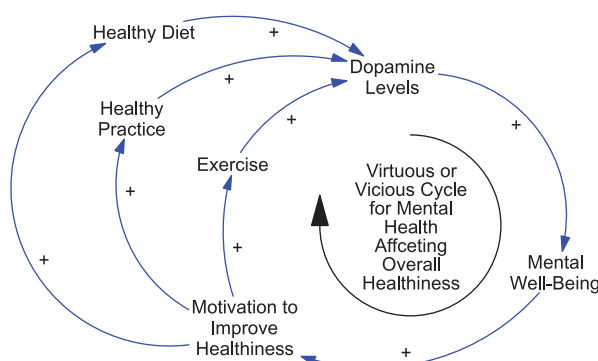 Healthy Diet
+
Dopamine
Levels
+
Healthy
Practice
+
+
Exercise
+
Virtuous or
Vicious Cycle
for Mental
Health
Affceting
Overall
Healthiness
+
+
+
Mental
Well-Being
Motivation to
Improve
Healthiness
+